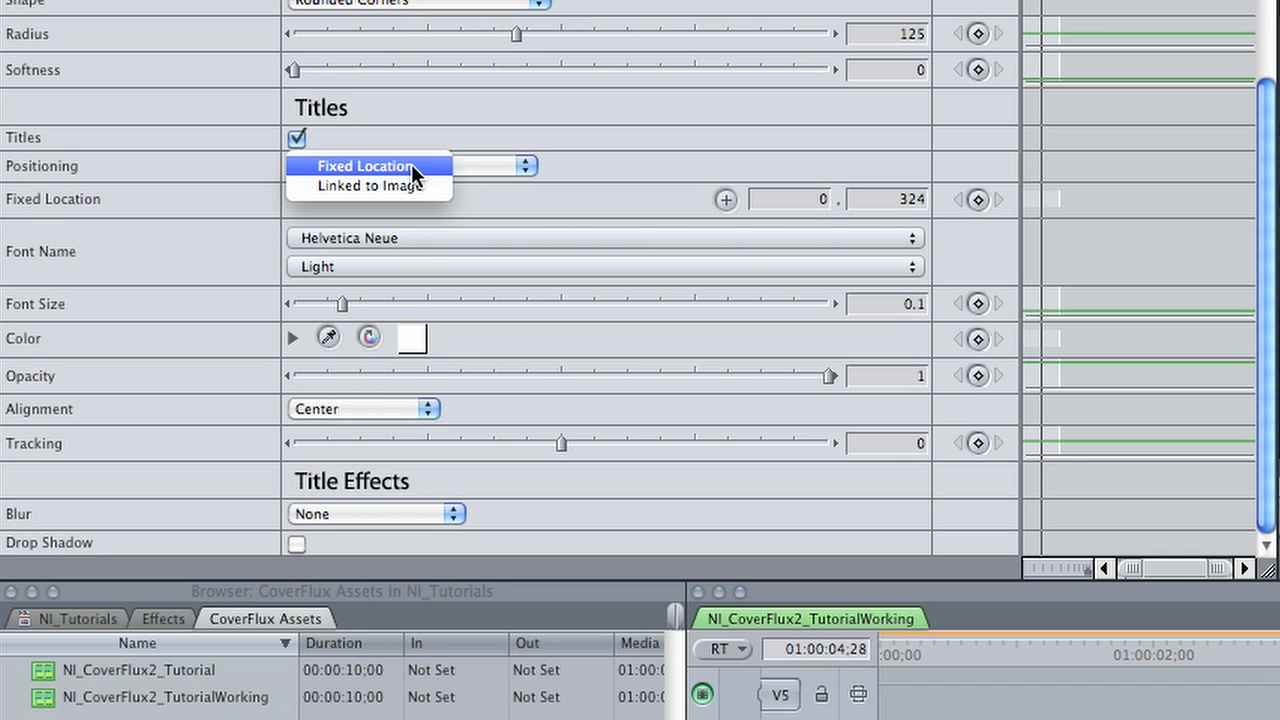 Shape Rounded Corners
Radius 125
Softness 0
Titles
Titles
Positioning Fixed Location
Linked to Image
Fixed Location 0 , 324
Font Name Helvetica Neue
Light
Font Size 0.1
Color
Opacity 1
Alignment Center
Tracking 0
Title Effects
Blur None
Drop Shadow
Browser: CoverFlux Assets in NI_Tutorials
NI_Tutorials Effects CoverFlux Assets NI_CoverFlux2_TutorialWorking
Name Duration In Out Media RT 01:00:04;28 :00;00 01:00:02;00
NI_CoverFlux2_Tutorial 00:00:10;00 Not Set Not Set 01:00:
NI_CoverFlux2_TutorialWorking 00:00:10;00 Not Set Not Set 01:00: V5